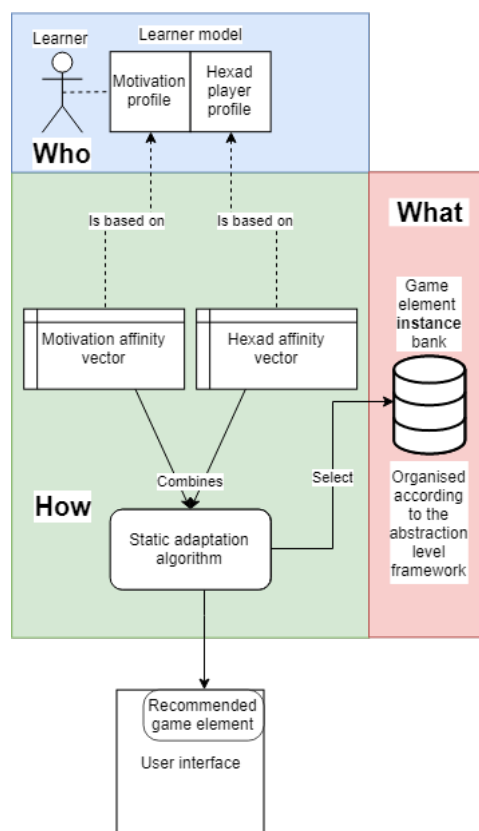 Learner
Learner model
Motivation
profile
Hexad
player
profile
Who
What
Is based on
Is based on
Game
element
instance
bank
Motivation affinity
vector
Hexad affinity
vector
Combines
Select
How
Static adaptation
algorithm
Organised
according
to the
abstraction
level
framework
Recommended
game element
User interface